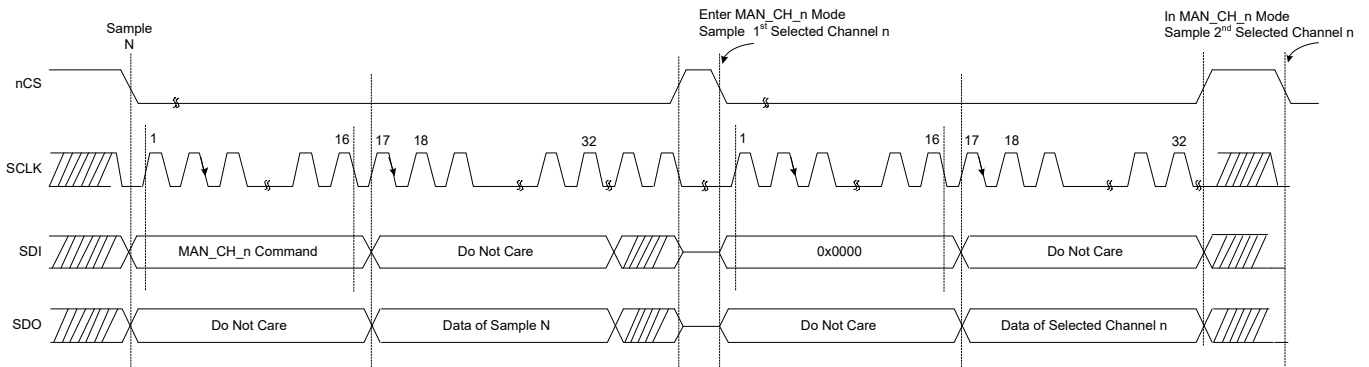 Sample
N
Enter MAN_CH_n Mode
Sample 1st Selected Channel n
In MAN_CH_n Mode
Sample 2nd Selected Channel n
nCS
SCLK
1
16
17
18
32
1
16
17
18
32
SDI
MAN_CH_n Command
Do Not Care
0x0000
Do Not Care
SDO
Do Not Care
Data of Sample N
Do Not Care
Data of Selected Channel n